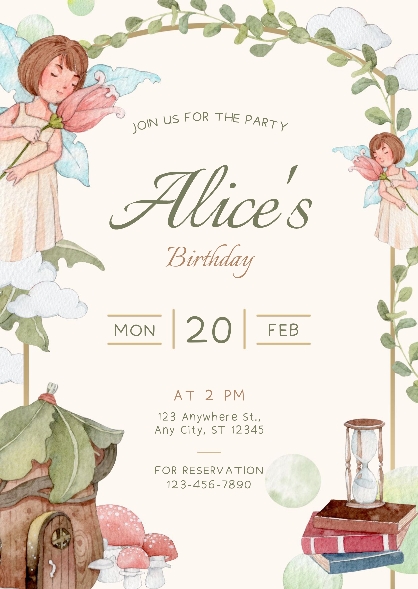 JOIN US FOR THE PARTY
Alice's
Birthday
MON 20 FEB
AT 2 PM
123 Anywhere St.,
Any City, ST 12345
FOR RESERVATION
123-456-7890